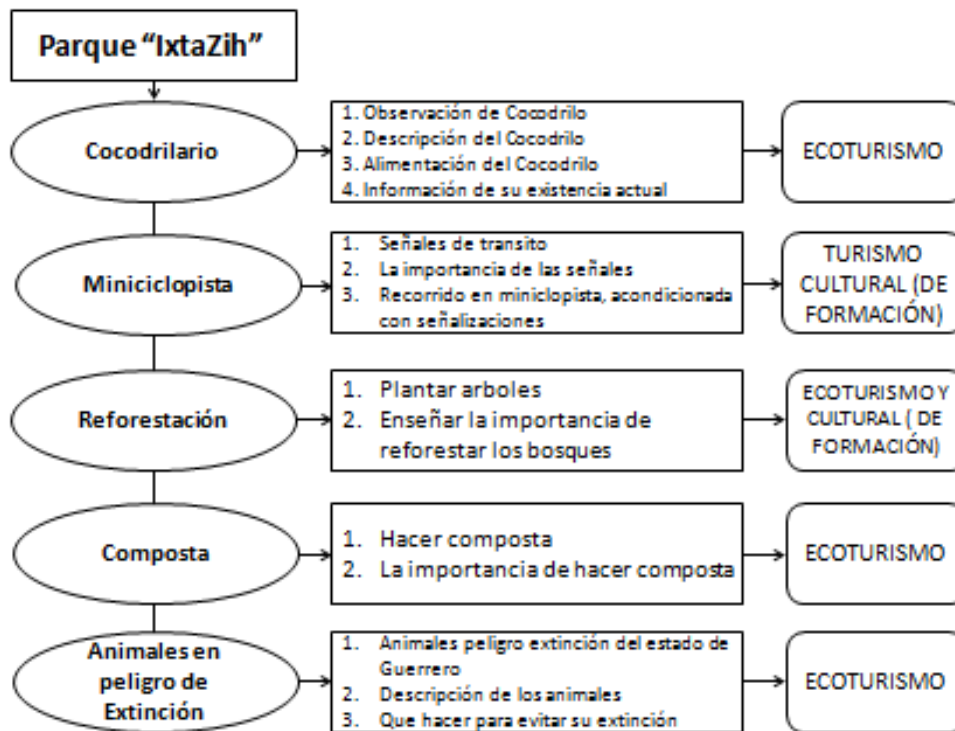 Parque “IxtaZih”
Cocodrilario
1. Observación de Cocodrilo
2. Descripción del Cocodrilo
3. Alimentación del Cocodrilo
4. Información de su existencia actual
ECOTURISMO
Miniciclopista
1. Señales de transito
2. La importancia de las señales
3. Recorrido en miniclopista, acondicionada
con señalizaciones
TURISMO
CULTURAL (DE
FORMACIÓN)
Reforestación
1. Plantar arboles
2. Enseñar la importancia de
reforestar los bosques
ECOTURISMO Y
CULTURAL ( DE
FORMACIÓN)
Composta
1. Hacer composta
2. La importancia de hacer composta
ECOTURISMO
Animales en
peligro de
Extinción
1. Animales peligro extinción del estado de
Guerrero
2. Descripción de los animales
3. Que hacer para evitar su extinción
ECOTURISMO